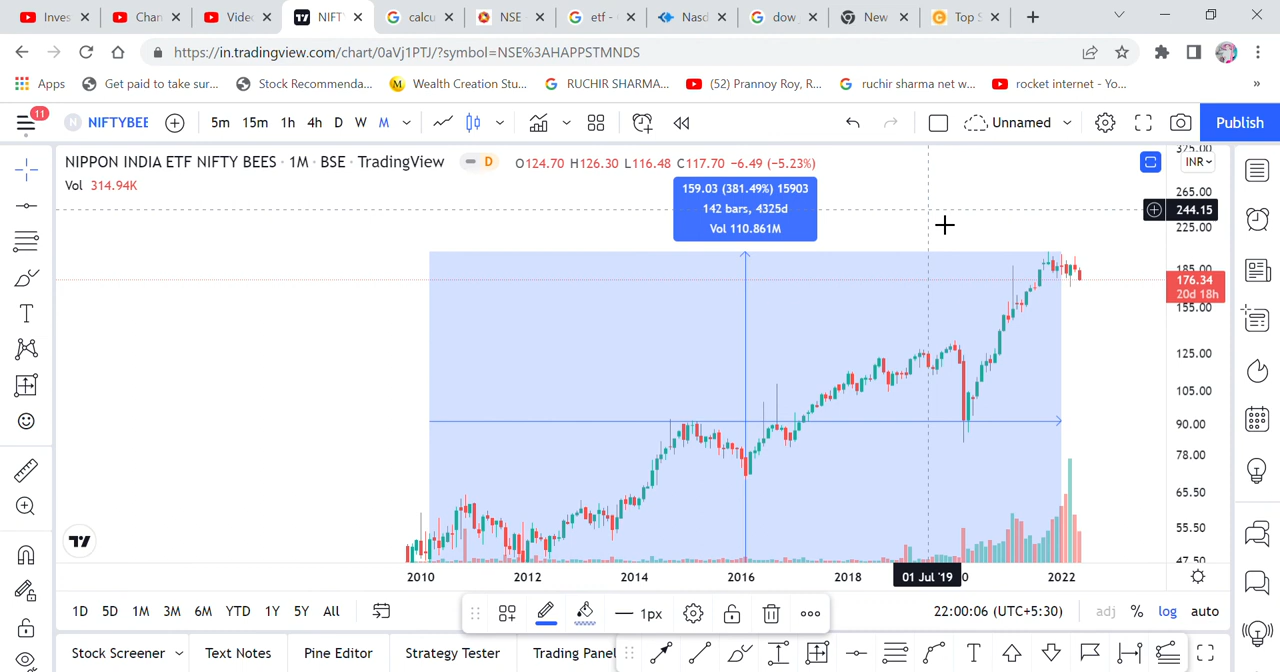 Inves
Chan
Vide
NIFT
calcu
NSE
etf -
Nasd
dow
New
Top S
https://in.tradingview.com/chart/0aVj1PTJ/?symbol=NSE%3AHAPPSTMNDS
Apps
Get paid to take sur...
Stock Recommenda...
Wealth Creation Stu...
RUCHIR SHARMA...
(52) Prannoy Roy, R...
ruchir sharma net w...
rocket internet - Yo...
»
11
N NIFTYBEE
5m 15m 1h 4h D W M
Unnamed
Publish
NIPPON INDIA ETF NIFTY BEES · 1M · BSE · TradingView
D
O124.70 H126.30 L116.48 C117.70 −6.49 (−5.23%)
Vol 314.94K
INR
159.03 (381.49%) 15903
142 bars, 4325d
Vol 110.861M
375.00
265.00
244.15
225.00
185.00
176.34
20d 18h
155.00
125.00
105.00
90.00
78.00
65.50
55.50
47.50
2010 2012 2014 2016 2018 01 Jul '19 0 2022
1D 5D 1M 3M 6M YTD 1Y 5Y All
1px
22:00:06 (UTC+5:30)
adj % log auto
Stock Screener
Text Notes
Pine Editor
Strategy Tester
Trading Panel